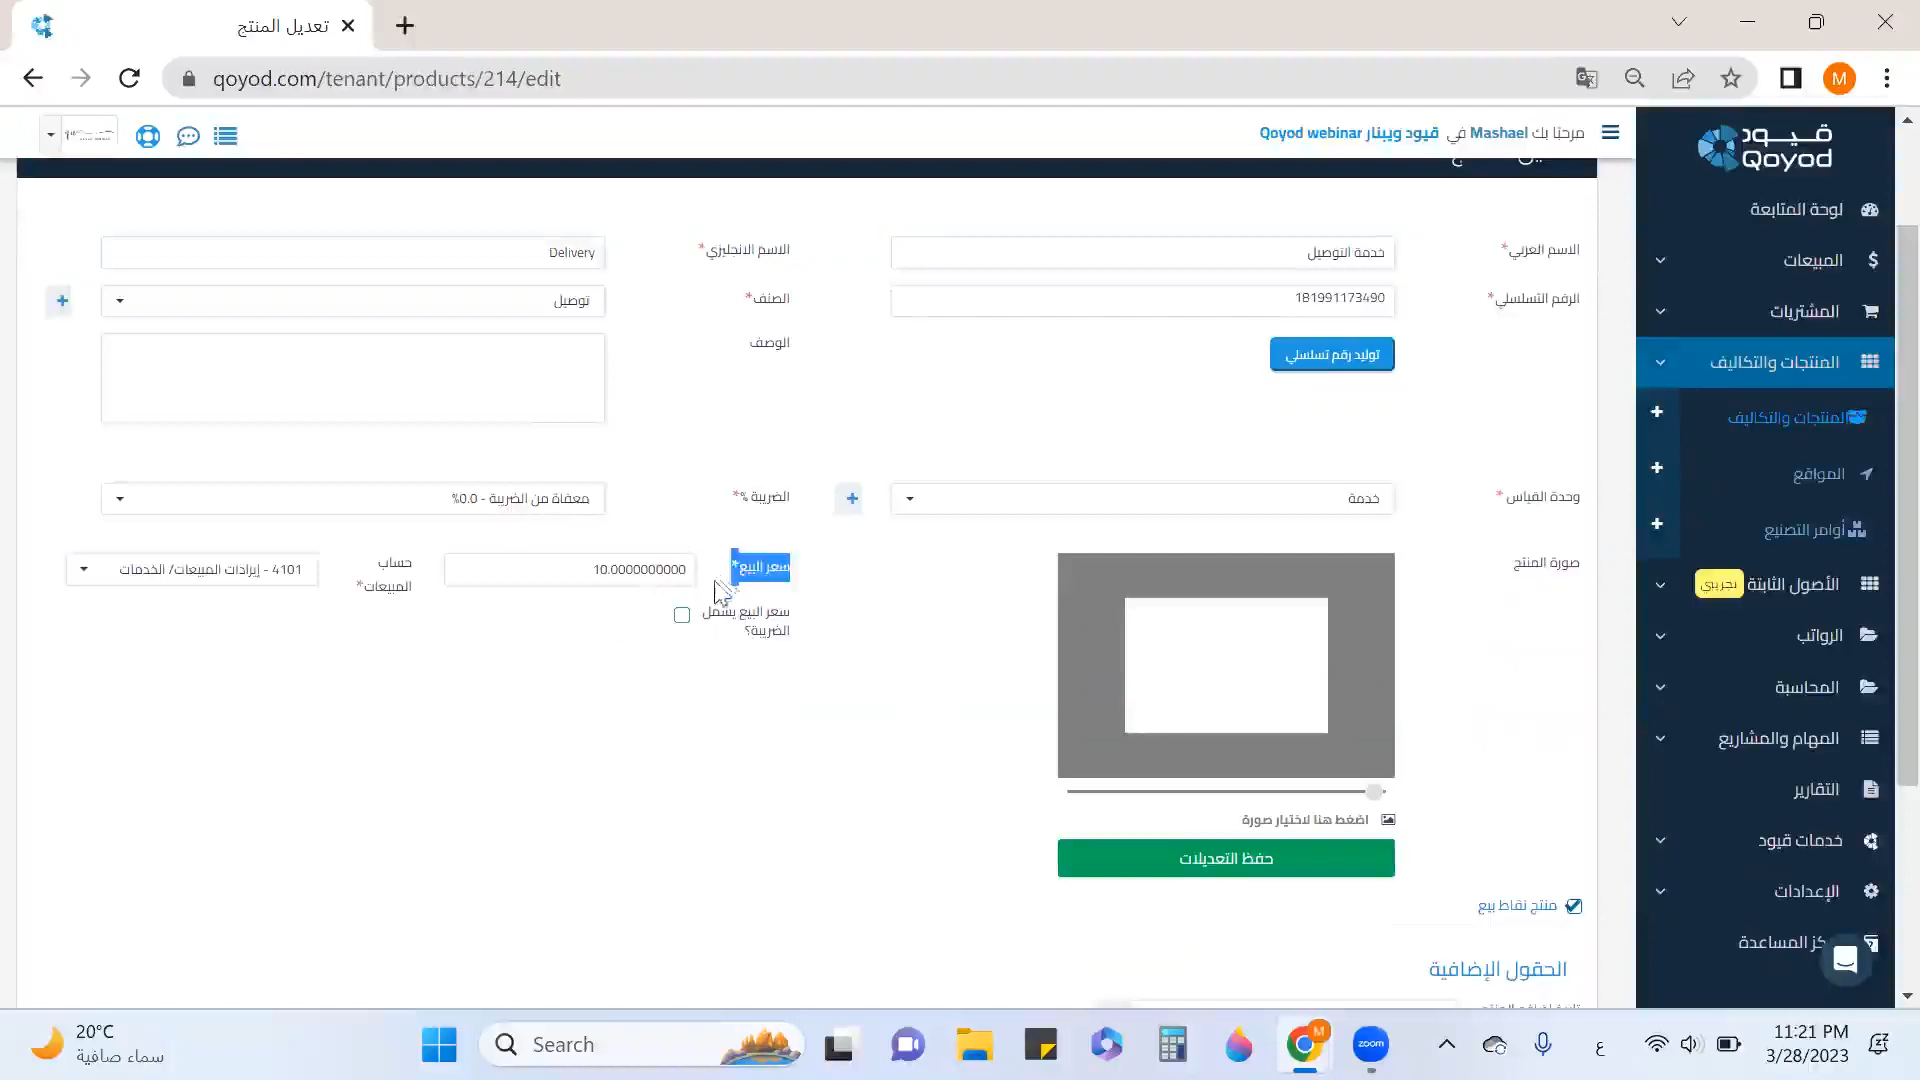 تعديل المنتج
qoyod.com/tenant/products/214/edit
M
مرحبًا بك Mashael في قيود ويبنار Qoyod webinar
قيود
Qoyod
لوحة المتابعة
المبيعات
المشتريات
المنتجات والتكاليف
المنتجات والتكاليف
المواقع
أوامر التصنيع
الأصول الثابتة
تجريبي
الرواتب
المحاسبة
المهام والمشاريع
التقارير
خدمات قيود
الإعدادات
المساعدة
الاسم العربي*
خدمة التوصيل
الاسم الانجليزي*
Delivery
الرقم التسلسلي*
181991173490
الصنف*
توصيل
توليد رقم تسلسلي
الوصف
وحدة القياس *
خدمة
الضريبة %*
معفاة من الضريبة - 0.0%
صورة المنتج
سعر البيع*
10.0000000000
حساب
المبيعات*
4101 - إيرادات المبيعات/ الخدمات
سعر البيع يشمل
الضريبة؟
اضغط هنا لاختيار صورة
حفظ التعديلات
منتج نقاط بيع
الحقول الإضافية
20°C
سماء صافية
Search
M
zoom
ع
11:21 PM
3/28/2023